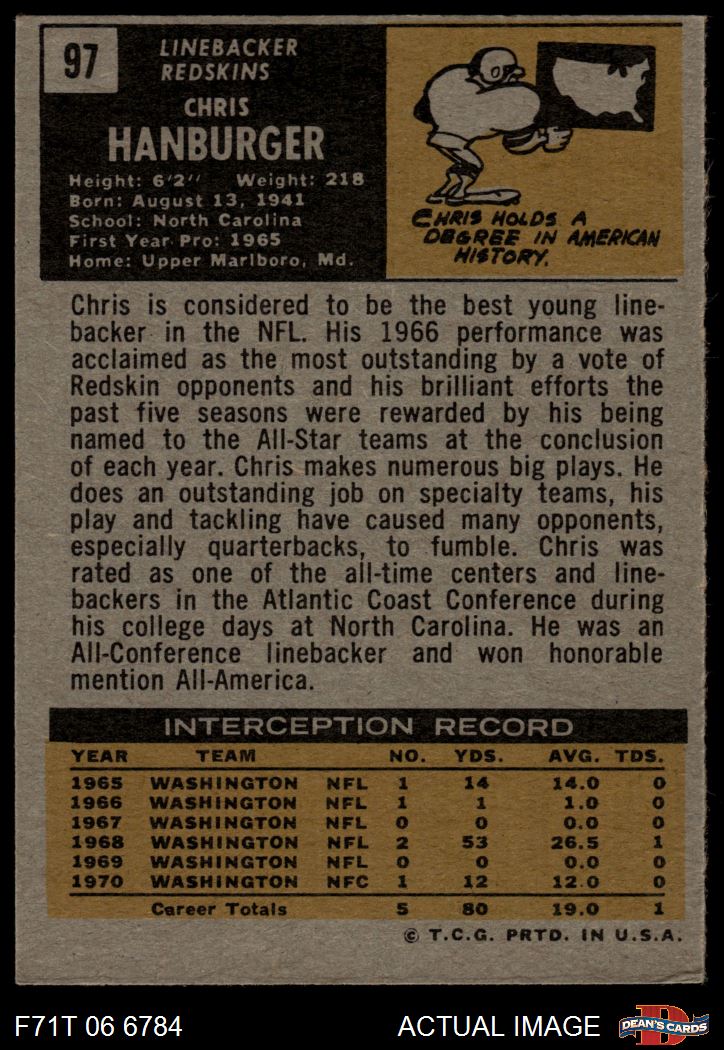 97
LINEBACKER
REDSKINS
CHRIS
HANBURGER
Height: 6'2" Weight: 218
Born: August 13, 1941
School: North Carolina
First Year Pro: 1965
Home: Upper Marlboro, Md.
CHRIS HOLDS A
DEGREE IN AMERICAN
HISTORY.
Chris is considered to be the best young line-
backer in the NFL. His 1966 performance was
acclaimed as the most outstanding by a vote of
Redskin opponents and his brilliant efforts the
past five seasons were rewarded by his being
named to the All-Star teams at the conclusion
of each year. Chris makes numerous big plays. He
does an outstanding job on specialty teams, his
play and tackling have caused many opponents,
especially quarterbacks, to fumble. Chris was
rated as one of the all-time centers and line-
backers in the Atlantic Coast Conference during
his college days at North Carolina. He was an
All-Conference linebacker and won honorable
mention All-America.
INTERCEPTION RECORD
YEAR TEAM NO. YDS. AVG. TDS.
1965 WASHINGTON NFL 1 14 14.0 0
1966 WASHINGTON NFL 1 1 1.0 0
1967 WASHINGTON NFL 0 0 0.0 0
1968 WASHINGTON NFL 2 53 26.5 1
1969 WASHINGTON NFL 0 0 0.0 0
1970 WASHINGTON NFC 1 12 12.0 0
Career Totals 5 80 19.0 1
© T.C.G. PRTD. IN U.S.A.
F71T 06 6784 ACTUAL IMAGE
D
DEAN'S CARDS